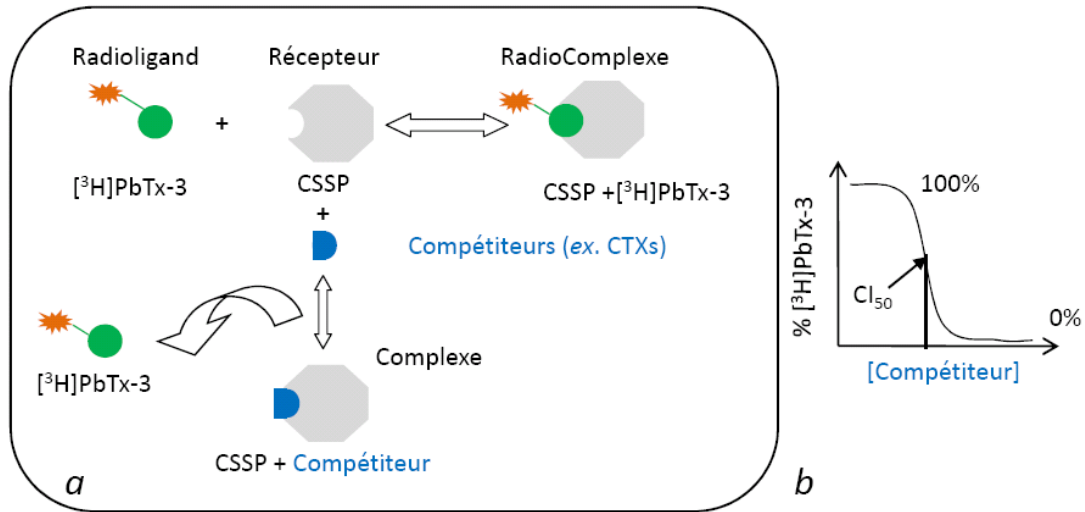 Radioligand
Récepteur
RadioComplexe
+
[³H]PbTx-3
CSSP
CSSP +[³H]PbTx-3
+
Compétiteurs (ex. CTXs)
[³H]PbTx-3
Complexe
CSSP + Compétiteur
a
% [³H]PbTx-3
100%
CI₅₀
0%
[Compétiteur]
b